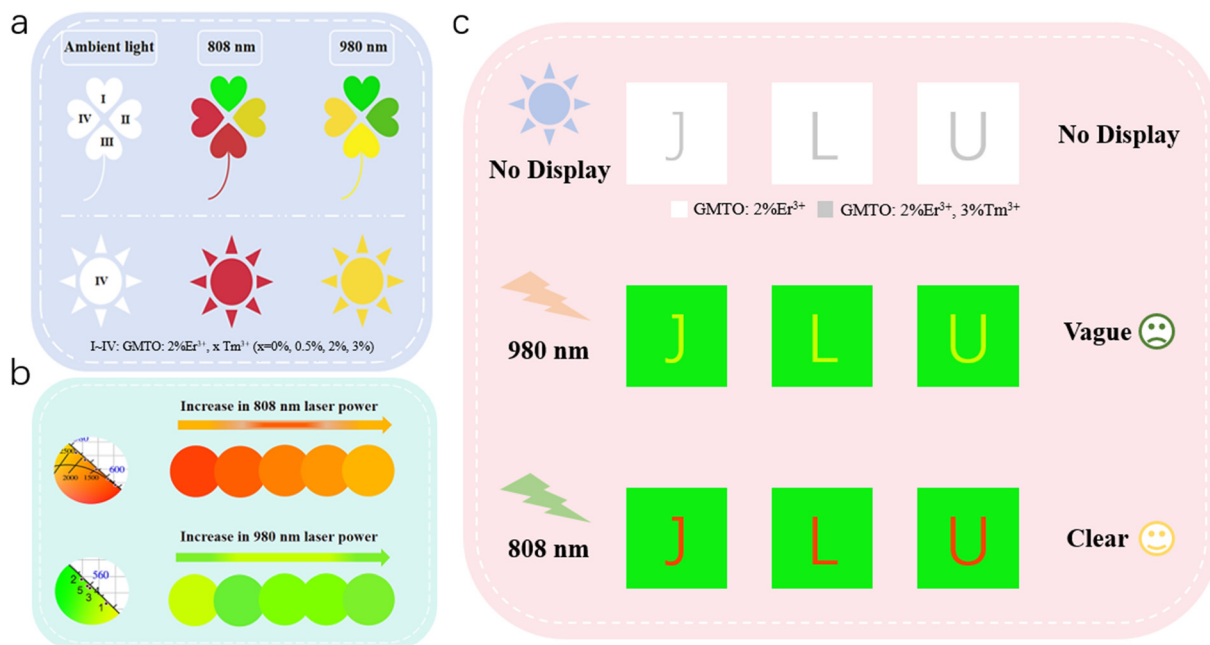 a
Ambient light
808 nm
980 nm
I
IV
II
III
IV
I~IV: GMTO: 2%Er³⁺, x Tm³⁺ (x=0%, 0.5%, 2%, 3%)
b
Increase in 808 nm laser power
2500
2000
1500
600
Increase in 980 nm laser power
560
2
5
3
4
1
c
No Display
J
L
U
No Display
GMTO: 2%Er³⁺
GMTO: 2%Er³⁺, 3%Tm³⁺
980 nm
J
L
U
Vague
808 nm
J
L
U
Clear